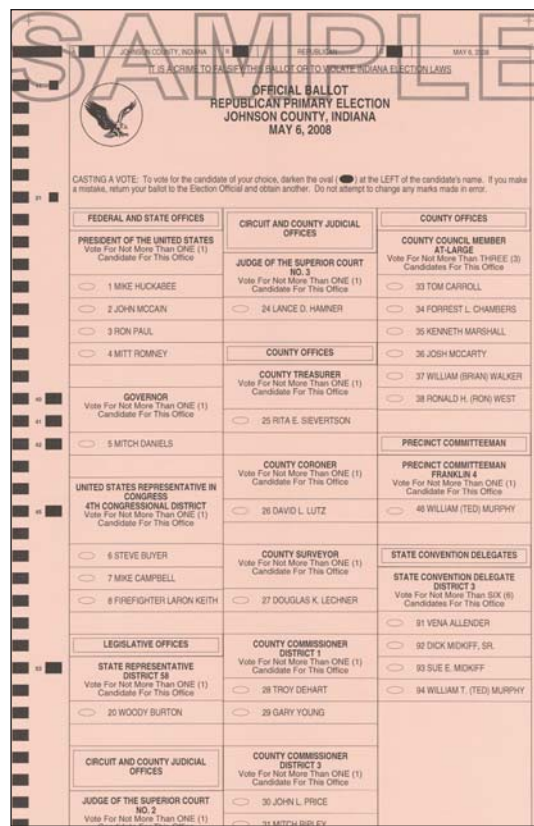 SAMPLE
JOHNSON COUNTY, INDIANA REPUBLICAN MAY 6, 2008
IT IS A CRIME TO FALSIFY THIS BALLOT OR TO VIOLATE INDIANA ELECTION LAWS
OFFICIAL BALLOT
REPUBLICAN PRIMARY ELECTION
JOHNSON COUNTY, INDIANA
MAY 6, 2008
CASTING A VOTE: To vote for the candidate of your choice, darken the oval ( ) at the LEFT of the candidate's name. If you make
a mistake, return your ballot to the Election Official and obtain another. Do not attempt to change any marks made in error.
FEDERAL AND STATE OFFICES
PRESIDENT OF THE UNITED STATES
Vote For Not More Than ONE (1)
Candidate For This Office
1 MIKE HUCKABEE
2 JOHN MCCAIN
3 RON PAUL
4 MITT ROMNEY
GOVERNOR
Vote For Not More Than ONE (1)
Candidate For This Office
5 MITCH DANIELS
UNITED STATES REPRESENTATIVE IN
CONGRESS
4TH CONGRESSIONAL DISTRICT
Vote For Not More Than ONE (1)
Candidate For This Office
6 STEVE BUYER
7 MIKE CAMPBELL
8 FIREFIGHTER LARON KEITH
LEGISLATIVE OFFICES
STATE REPRESENTATIVE
DISTRICT 58
Vote For Not More Than ONE (1)
Candidate For This Office
20 WOODY BURTON
CIRCUIT AND COUNTY JUDICIAL
OFFICES
JUDGE OF THE SUPERIOR COURT
NO. 2
Vote For Not More Than ONE (1)
CIRCUIT AND COUNTY JUDICIAL
OFFICES
JUDGE OF THE SUPERIOR COURT
NO. 3
Vote For Not More Than ONE (1)
Candidate For This Office
24 LANCE D. HAMNER
COUNTY OFFICES
COUNTY TREASURER
Vote For Not More Than ONE (1)
Candidate For This Office
25 RITA E. SIEVERTSON
COUNTY CORONER
Vote For Not More Than ONE (1)
Candidate For This Office
26 DAVID L. LUTZ
COUNTY SURVEYOR
Vote For Not More Than ONE (1)
Candidate For This Office
27 DOUGLAS K. LECHNER
COUNTY COMMISSIONER
DISTRICT 1
Vote For Not More Than ONE (1)
Candidate For This Office
28 TROY DEHART
29 GARY YOUNG
COUNTY COMMISSIONER
DISTRICT 3
Vote For Not More Than ONE (1)
Candidate For This Office
30 JOHN L. PRICE
31 MITCH RIPLEY
COUNTY OFFICES
COUNTY COUNCIL MEMBER
AT-LARGE
Vote For Not More Than THREE (3)
Candidates For This Office
33 TOM CARROLL
34 FORREST L. CHAMBERS
35 KENNETH MARSHALL
36 JOSH MCCARTY
37 WILLIAM (BRIAN) WALKER
38 RONALD H. (RON) WEST
PRECINCT COMMITTEEMAN
PRECINCT COMMITTEEMAN
FRANKLIN 4
Vote For Not More Than ONE (1)
Candidate For This Office
48 WILLIAM (TED) MURPHY
STATE CONVENTION DELEGATES
STATE CONVENTION DELEGATE
DISTRICT 3
Vote For Not More Than SIX (6)
Candidates For This Office
91 VENA ALLENDER
92 DICK MIDKIFF, SR.
93 SUE E. MIDKIFF
94 WILLIAM T. (TED) MURPHY